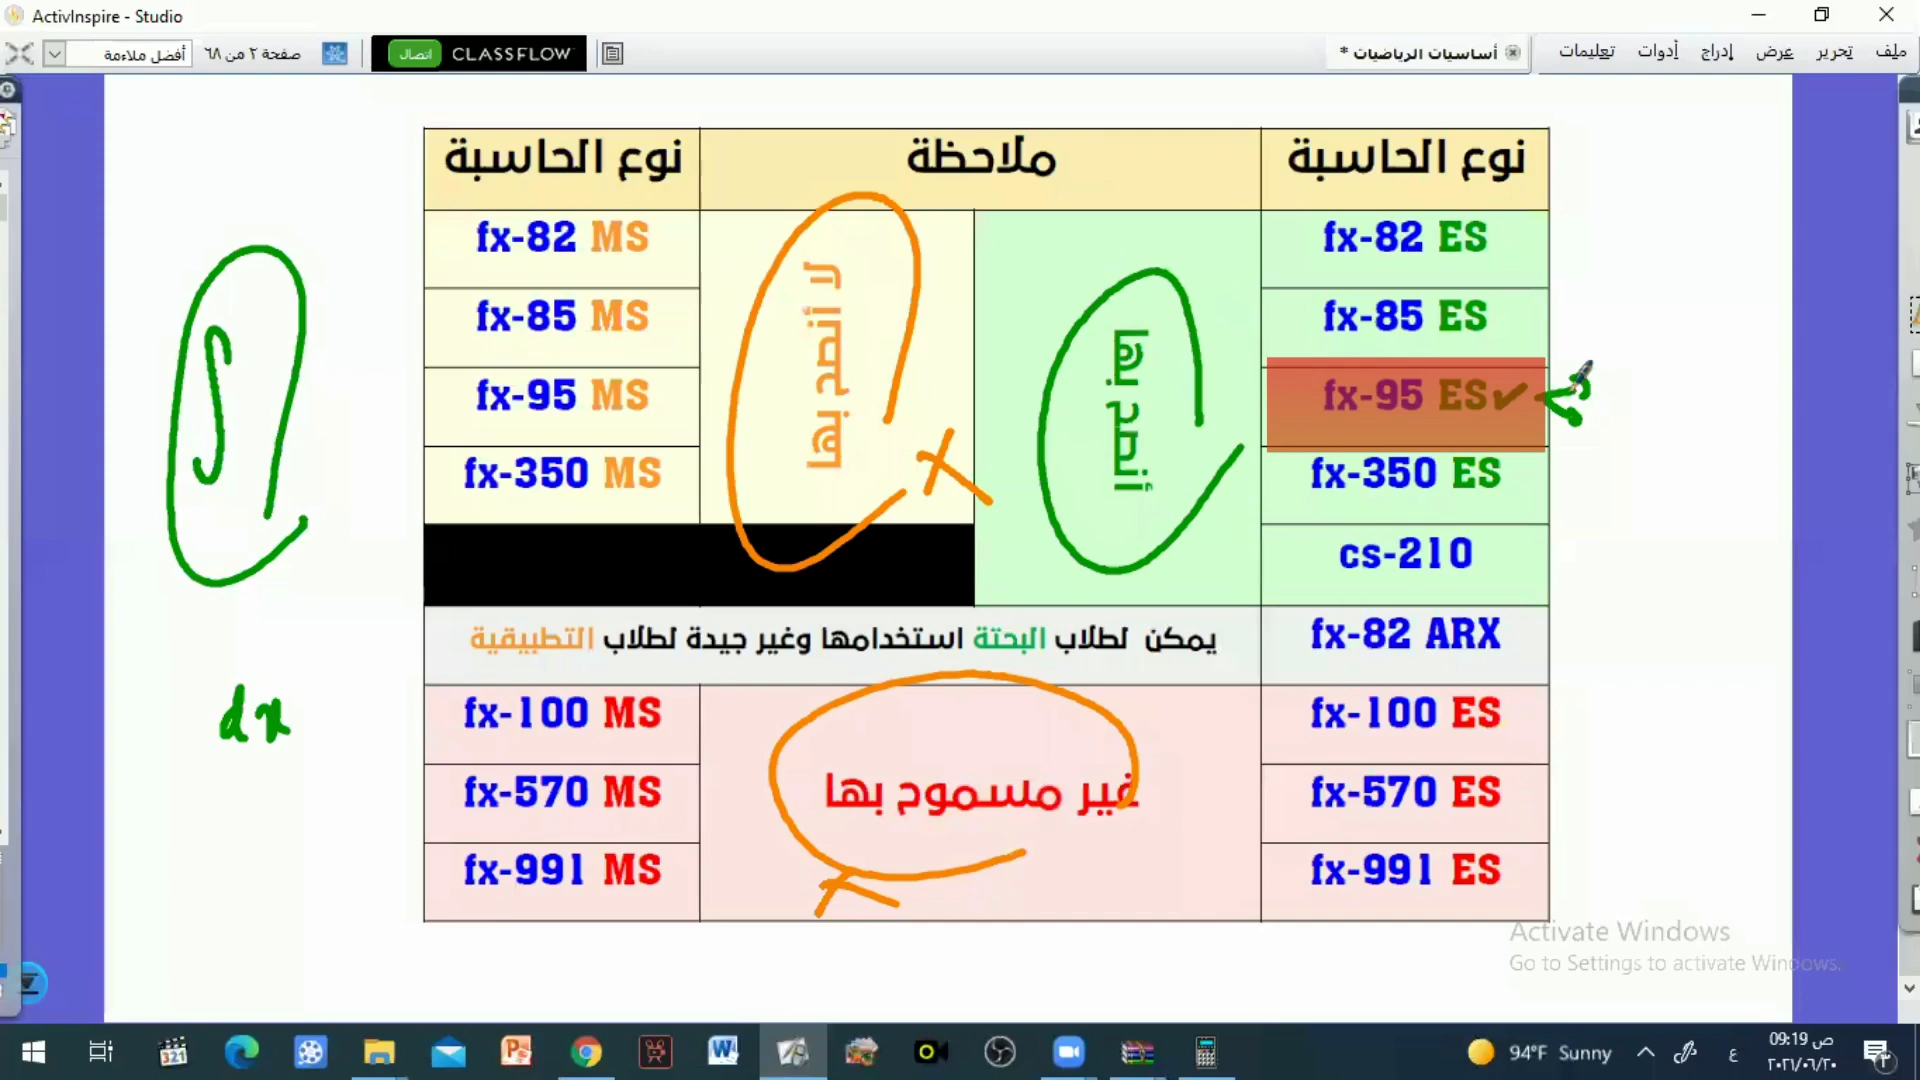 ActivInspire - Studio
ملف تحرير عرض إدراج أدوات تعليمات
أساسيات الرياضيات *
CLASSFLOW اتصال
صفحة ٢ من ٦٨
أفضل ملاءمة
نوع الحاسبة ملاحظة نوع الحاسبة
fx-82 ES fx-82 MS
fx-85 ES fx-85 MS
fx-95 ES✔ fx-95 MS
fx-350 ES fx-350 MS
أنصح بها
لا أنصح بها
cs-210
fx-82 ARX يمكن لطلاب البحتة استخدامها وغير جيدة لطلاب التطبيقية
fx-100 ES fx-100 MS
fx-570 ES غير مسموح بها fx-570 MS
fx-991 ES fx-991 MS
∫
dx
Activate Windows
Go to Settings to activate Windows.
94°F Sunny
ع
09:19 ص
٢٠٢١/٠٦/٢٠